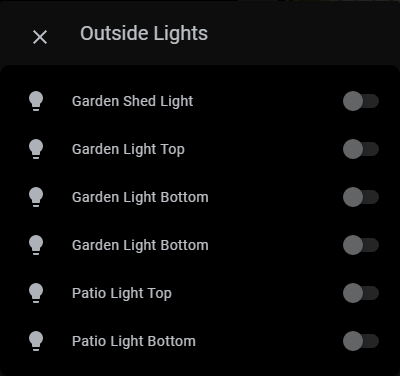 Outside Lights
Garden Shed Light
Garden Light Top
Garden Light Bottom
Garden Light Bottom
Patio Light Top
Patio Light Bottom